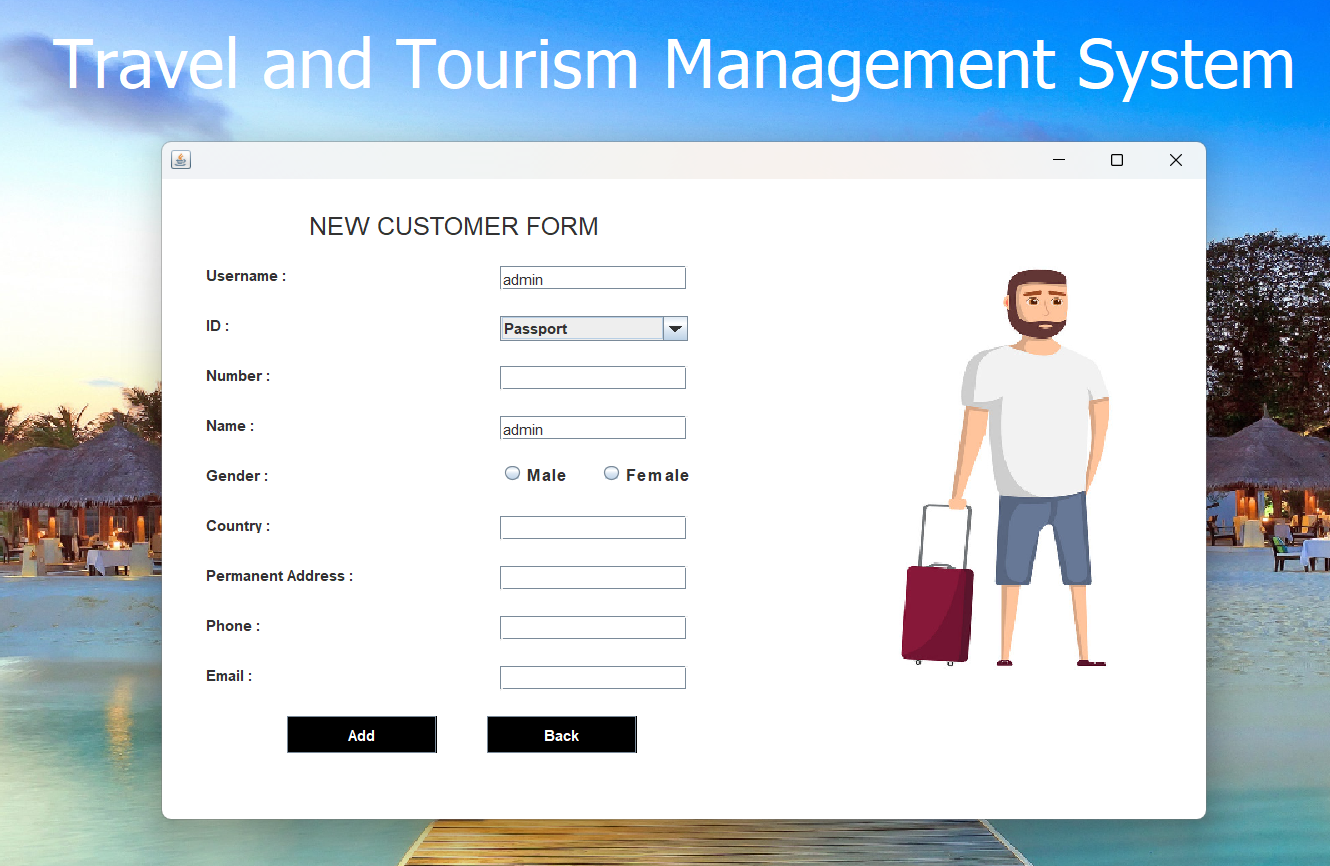 Travel and Tourism Management System
NEW CUSTOMER FORM
Username : admin
ID : Passport
Number :
Name : admin
Gender : Male Female
Country :
Permanent Address :
Phone :
Email :
Add Back